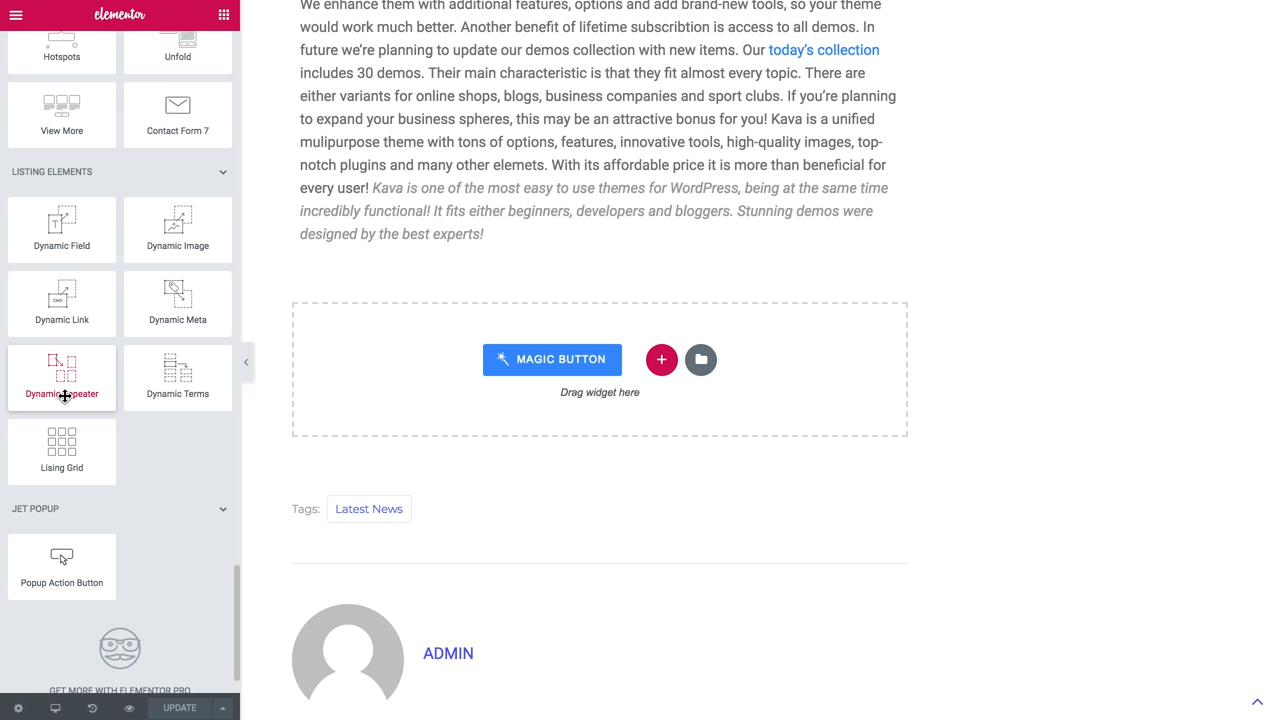 elementor
Hotspots
Unfold
View More
Contact Form 7
LISTING ELEMENTS
Dynamic Field
Dynamic Image
Dynamic Link
Dynamic Meta
Dynamic Repeater
Dynamic Terms
Lising Grid
JET POPUP
Popup Action Button
GET MORE WITH ELEMENTOR PRO
UPDATE
We enhance them with additional features, options and add brand-new tools, so your theme
would work much better. Another benefit of lifetime subscribtion is access to all demos. In
future we're planning to update our demos collection with new items. Our today's collection
includes 30 demos. Their main characteristic is that they fit almost every topic. There are
either variants for online shops, blogs, business companies and sport clubs. If you're planning
to expand your business spheres, this may be an attractive bonus for you! Kava is a unified
mulipurpose theme with tons of options, features, innovative tools, high-quality images, top-
notch plugins and many other elemets. With its affordable price it is more than beneficial for
every user! Kava is one of the most easy to use themes for WordPress, being at the same time
incredibly functional! It fits either beginners, developers and bloggers. Stunning demos were
designed by the best experts!
MAGIC BUTTON
Drag widget here
Tags: Latest News
ADMIN